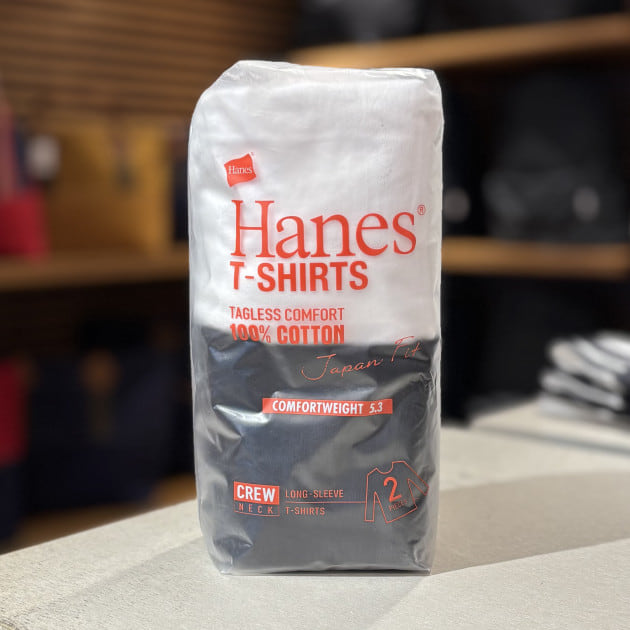 Hanes
Hanes®
T-SHIRTS
TAGLESS COMFORT
100% COTTON
Japan Fit
COMFORTWEIGHT 5.3
CREW
NECK
LONG-SLEEVE
T-SHIRTS
2